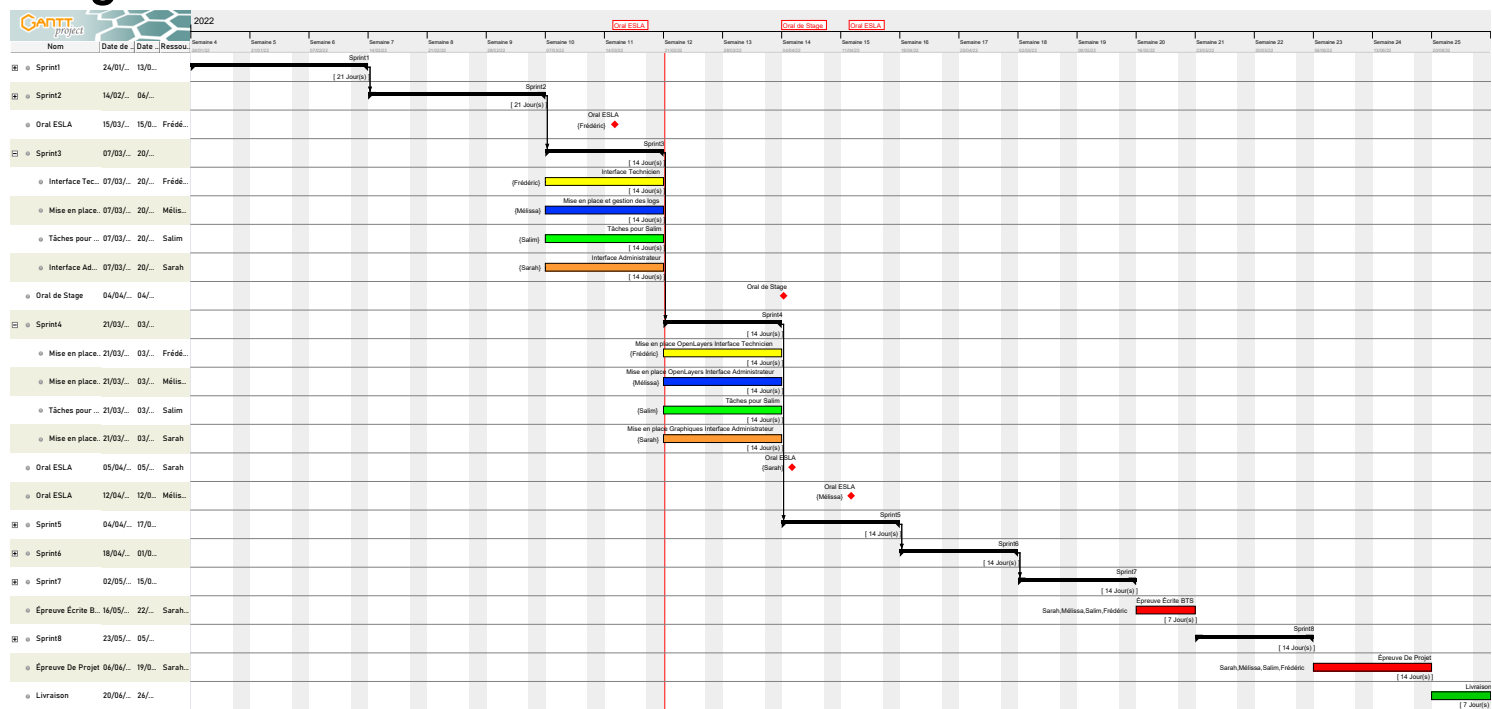 GANTT
project
2022
Oral ESLA
Oral de Stage
Oral ESLA
Nom
Date de ..
Date ..
Ressou..
Semaine 4
Semaine 5
Semaine 6
Semaine 7
Semaine 8
Semaine 9
Semaine 10
Semaine 11
Semaine 12
Semaine 13
Semaine 14
Semaine 15
Semaine 16
Semaine 17
Semaine 18
Semaine 19
Semaine 20
Semaine 21
Semaine 22
Semaine 23
Semaine 24
Semaine 25
Sprint1 24/01/... 13/0...
Sprint1
[ 21 Jour(s) ]
Sprint2 14/02/... 06/...
Sprint2
[ 21 Jour(s) ]
Oral ESLA 15/03/... 15/0... Frédé...
Oral ESLA
{Frédéric}
Sprint3 07/03/... 20/...
Sprint3
[ 14 Jour(s) ]
Interface Tec... 07/03/... 20/... Frédé...
Interface Technicien
{Frédéric}
[ 14 Jour(s) ]
Mise en place.. 07/03/... 20/... Mélis...
Mise en place et gestion des logs
{Mélissa}
[ 14 Jour(s) ]
Tâches pour ... 07/03/... 20/... Salim
Tâches pour Salim
{Salim}
[ 14 Jour(s) ]
Interface Ad... 07/03/... 20/... Sarah
Interface Administrateur
{Sarah}
[ 14 Jour(s) ]
Oral de Stage 04/04/... 04/...
Oral de Stage
Sprint4 21/03/... 03/...
Sprint4
[ 14 Jour(s) ]
Mise en place.. 21/03/... 03/... Frédé...
Mise en place OpenLayers Interface Technicien
{Frédéric}
[ 14 Jour(s) ]
Mise en place.. 21/03/... 03/... Mélis...
Mise en place OpenLayers Interface Administrateur
{Mélissa}
[ 14 Jour(s) ]
Tâches pour ... 21/03/... 03/... Salim
Tâches pour Salim
{Salim}
[ 14 Jour(s) ]
Mise en place.. 21/03/... 03/... Sarah
Mise en place Graphiques Interface Administrateur
{Sarah}
[ 14 Jour(s) ]
Oral ESLA 05/04/... 05/... Sarah
Oral ESLA
{Sarah}
Oral ESLA 12/04/... 12/0... Mélis...
Oral ESLA
{Mélissa}
Sprint5 04/04/... 17/0...
Sprint5
[ 14 Jour(s) ]
Sprint6 18/04/... 01/0...
Sprint6
[ 14 Jour(s) ]
Sprint7 02/05/... 15/0...
Sprint7
[ 14 Jour(s) ]
Épreuve Écrite B... 16/05/... 22/... Sarah...
Épreuve Écrite BTS
Sarah,Mélissa,Salim,Frédéric
[ 7 Jour(s) ]
Sprint8 23/05/... 05/...
Sprint8
[ 14 Jour(s) ]
Épreuve De Projet 06/06/... 19/0... Sarah...
Épreuve De Projet
Sarah,Mélissa,Salim,Frédéric
[ 14 Jour(s) ]
Livraison 20/06/... 26/...
Livraison
[ 7 Jour(s) ]